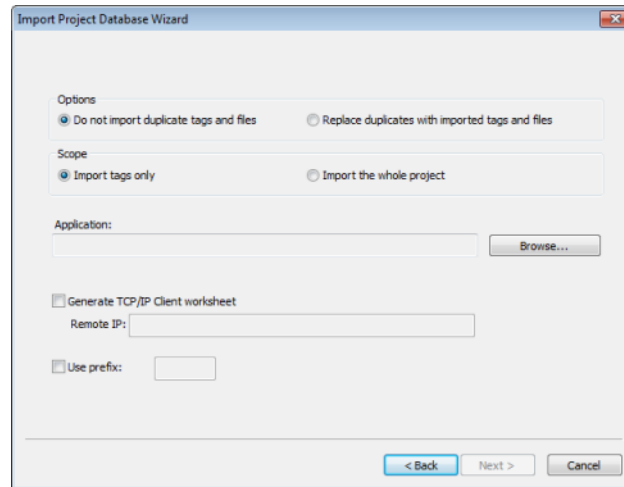 Import Project Database Wizard
Options
Do not import duplicate tags and files
Replace duplicates with imported tags and files
Scope
Import tags only
Import the whole project
Application:
Browse...
Generate TCP/IP Client worksheet
Remote IP:
Use prefix:
< Back
Next >
Cancel